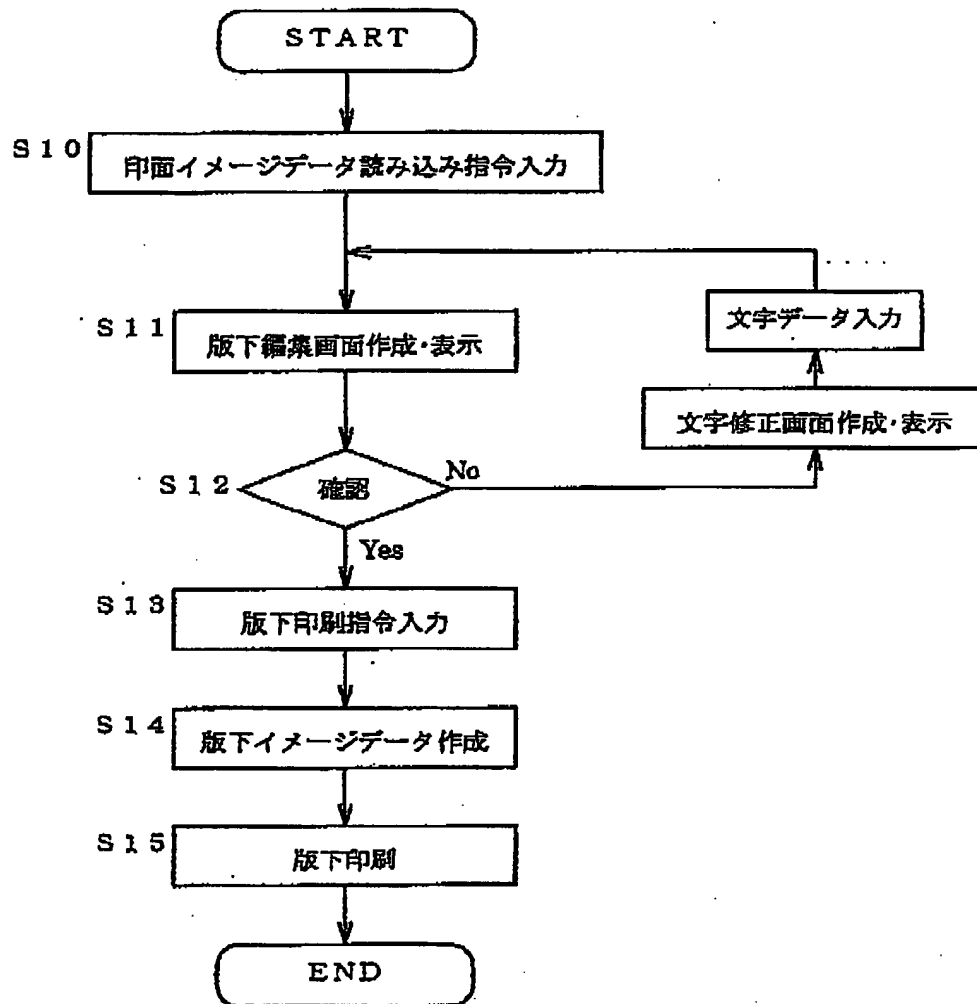 START
S10
印面イメージデータ読み込み指令入力
S11
版下編集画面作成・表示
文字データ入力
文字修正画面作成・表示
S12
確認
No
Yes
S13
版下印刷指令入力
S14
版下イメージデータ作成
S15
版下印刷
END